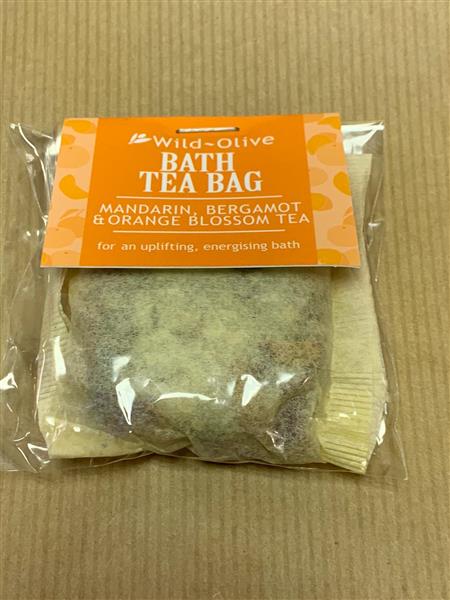 Wild~Olive
BATH
TEA BAG
MANDARIN, BERGAMOT
& ORANGE BLOSSOM TEA
for an uplifting, energising bath